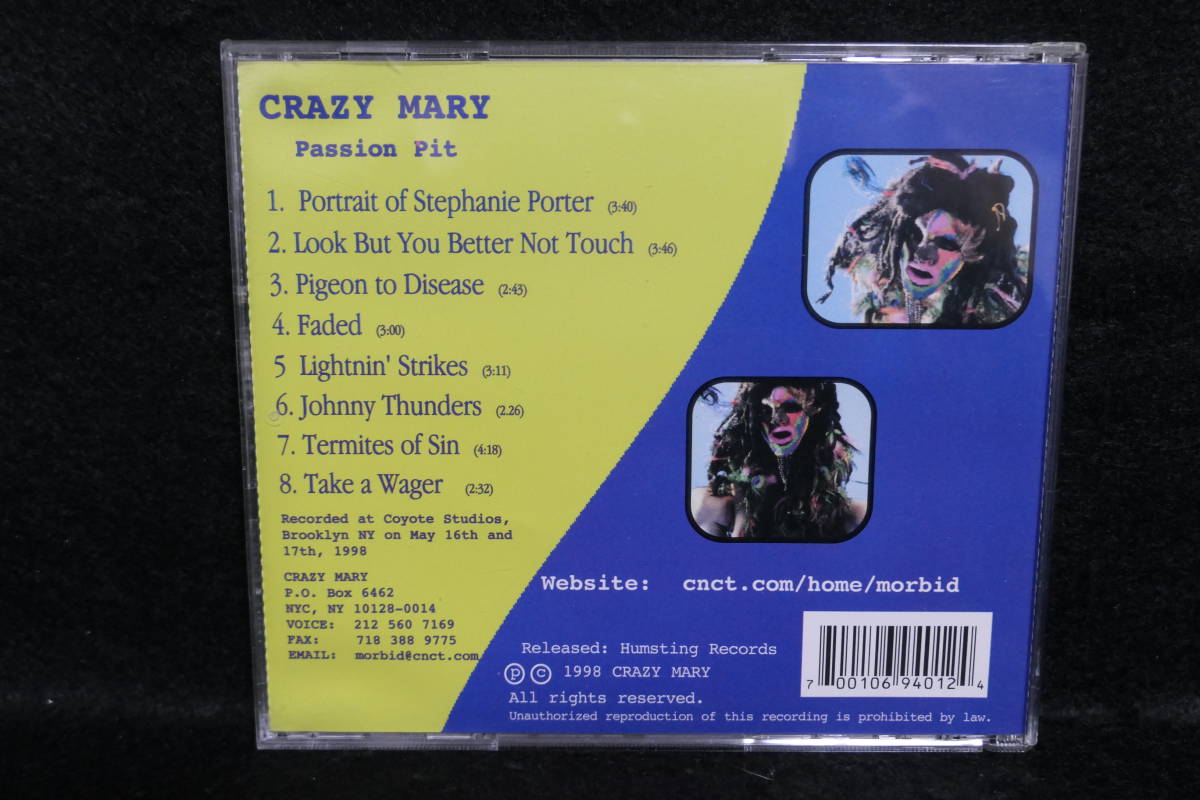 CRAZY MARY
Passion Pit
1. Portrait of Stephanie Porter (3:40)
2. Look But You Better Not Touch (3:46)
3. Pigeon to Disease (2:43)
4. Faded (3:00)
5 Lightnin' Strikes (3:11)
6. Johnny Thunders (2.26)
7. Termites of Sin (4:18)
8. Take a Wager (2:32)
Recorded at Coyote Studios,
Brooklyn NY on May 16th and
17th, 1998
CRAZY MARY
P.O. Box 6462
NYC, NY 10128-0014
VOICE: 212 560 7169
FAX: 718 388 9775
EMAIL: morbid@cnct.com
Website: cnct.com/home/morbid
Released: Humsting Records
Ⓟ © 1998 CRAZY MARY
All rights reserved.
Unauthorized reproduction of this recording is prohibited by law.
7 00106 94012 4